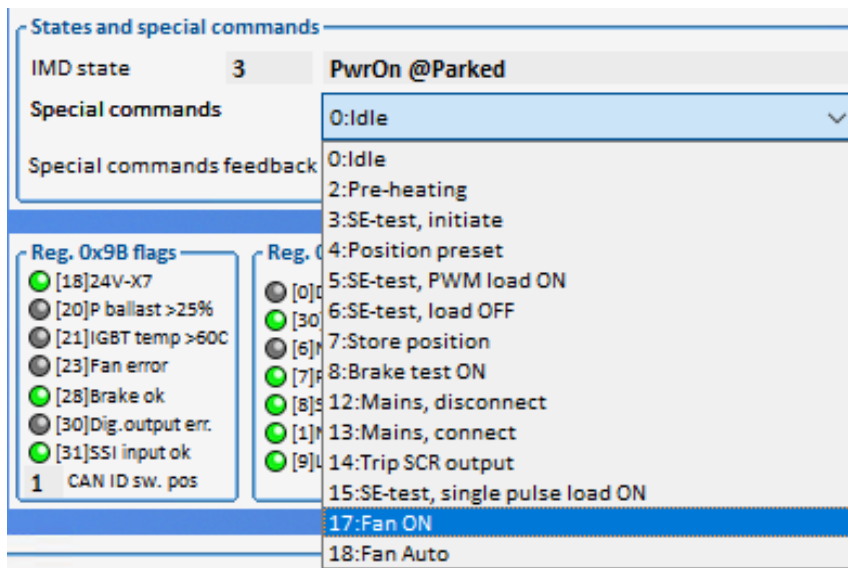 States and special commands
IMD state 3 PwrOn @Parked
Special commands 0:Idle
Special commands feedback
0:Idle
2:Pre-heating
3:SE-test, initiate
4:Position preset
5:SE-test, PWM load ON
6:SE-test, load OFF
7:Store position
8:Brake test ON
12:Mains, disconnect
13:Mains, connect
14:Trip SCR output
15:SE-test, single pulse load ON
17:Fan ON
18:Fan Auto
Reg. 0x9B flags
[18]24V-X7
[20]P ballast >25%
[21]IGBT temp >60C
[23]Fan error
[28]Brake ok
[30]Dig.output err.
[31]SSI input ok
1 CAN ID sw. pos
Reg.
[0]
[30]
[6]
[7]
[8]
[1]
[9]